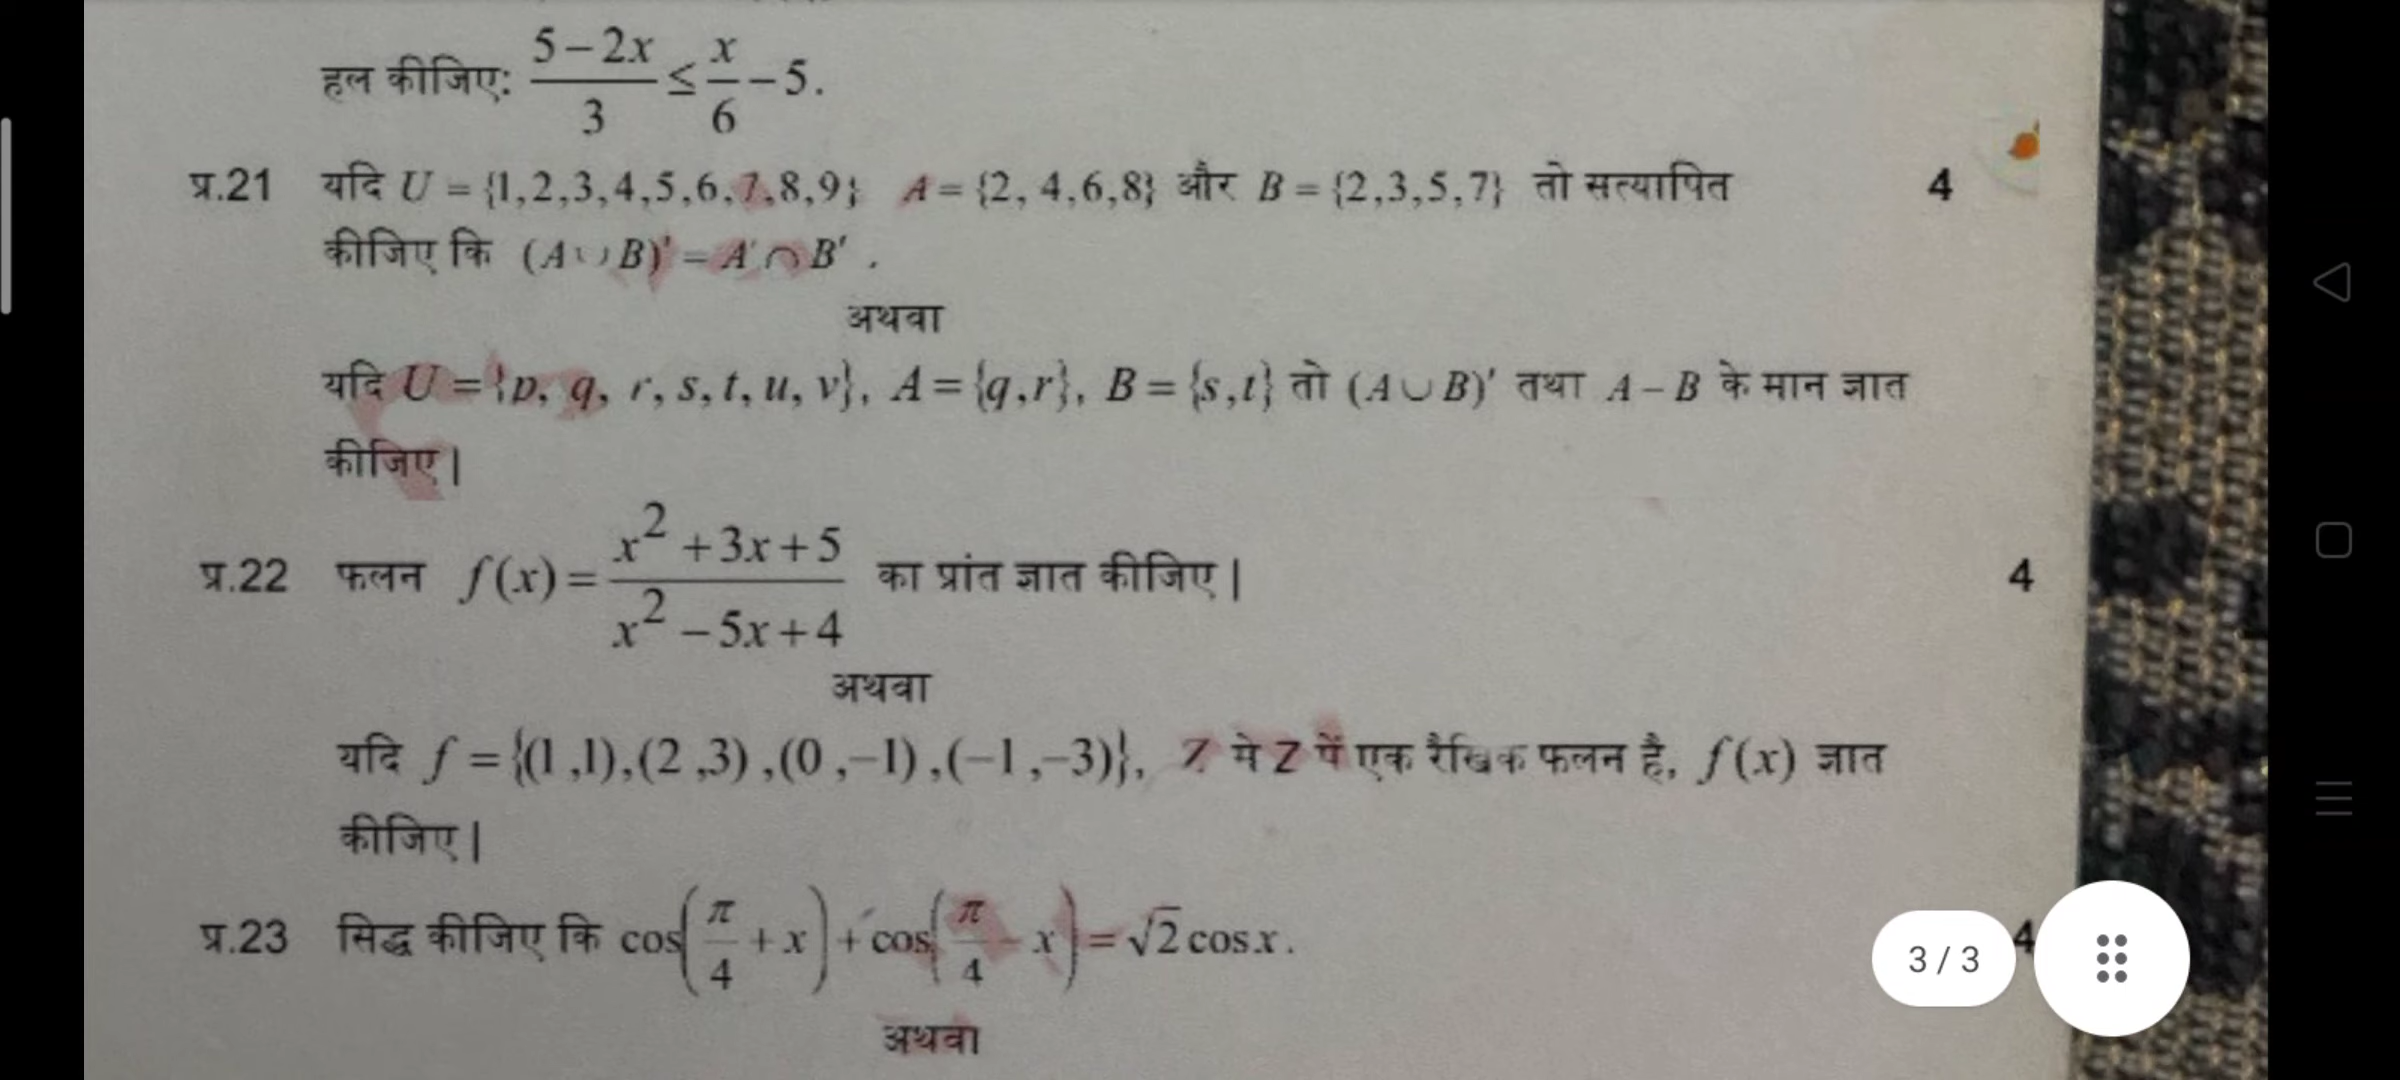 हल कीजिए: (5 – 2x)/3 ≤ x/6 – 5.
प्र.21 यदि U = {1,2,3,4,5,6,7,8,9} A = {2, 4,6,8} और B = {2,3,5,7} तो सत्यापित 4
कीजिए कि (A ∪ B)' = A' ∩ B' .
अथवा
यदि U = {p, q, r, s, t, u, v}, A = {q,r}, B = {s,t} तो (A ∪ B)' तथा A – B के मान ज्ञात
कीजिए|
प्र.22 फलन f(x) = (x² + 3x + 5)/(x² – 5x + 4) का प्रांत ज्ञात कीजिए| 4
अथवा
यदि f = {(1 ,1),(2 ,3) ,(0 ,–1) ,(–1 ,–3)}, Z मे Z में एक रैखिक फलन है, f(x) ज्ञात
कीजिए|
प्र.23 सिद्ध कीजिए कि cos(π/4 + x) + cos(π/4 – x) = √2 cos x . 4
3 / 3
अथवा